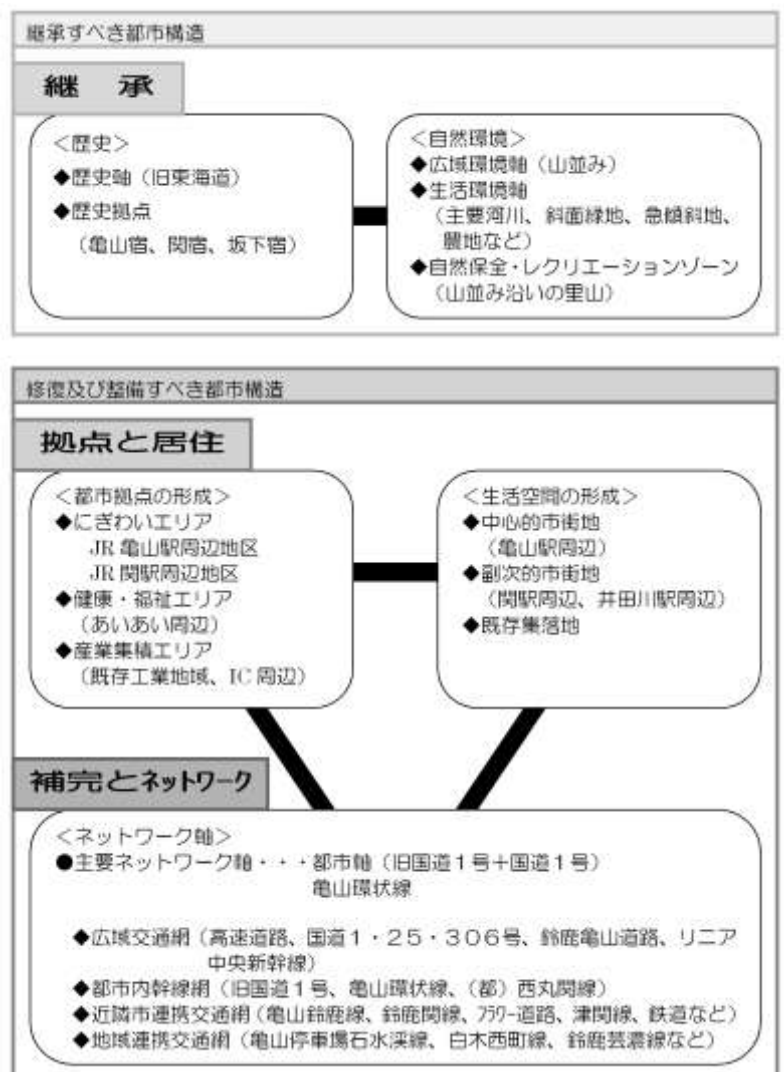 継承すべき都市構造
継　承
＜歴史＞
◆歴史軸（旧東海道）
◆歴史拠点
（亀山宿、関宿、坂下宿）
＜自然環境＞
◆広域環境軸（山並み）
◆生活環境軸
（主要河川、斜面緑地、急傾斜地、
農地など）
◆自然保全・レクリエーションゾーン
（山並み沿いの里山）
修復及び整備すべき都市構造
拠点と居住
＜都市拠点の形成＞
◆にぎわいエリア
JR 亀山駅周辺地区
JR 関駅周辺地区
◆健康・福祉エリア
（あいあい周辺）
◆産業集積エリア
（既存工業地域、IC 周辺）
＜生活空間の形成＞
◆中心的市街地
（亀山駅周辺）
◆副次的市街地
（関駅周辺、井田川駅周辺）
◆既存集落地
補完とネットワーク
＜ネットワーク軸＞
●主要ネットワーク軸・・・都市軸（旧国道１号＋国道１号）
亀山環状線
◆広域交通網（高速道路、国道１・２５・３０６号、鈴鹿亀山道路、リニア
中央新幹線）
◆都市内幹線網（旧国道１号、亀山環状線、（都）西丸関線）
◆近隣市連携交通網（亀山鈴鹿線、鈴鹿関線、ﾌﾗﾜｰ道路、津関線、鉄道など）
◆地域連携交通網（亀山停車場石水渓線、白木西町線、鈴鹿芸濃線など）